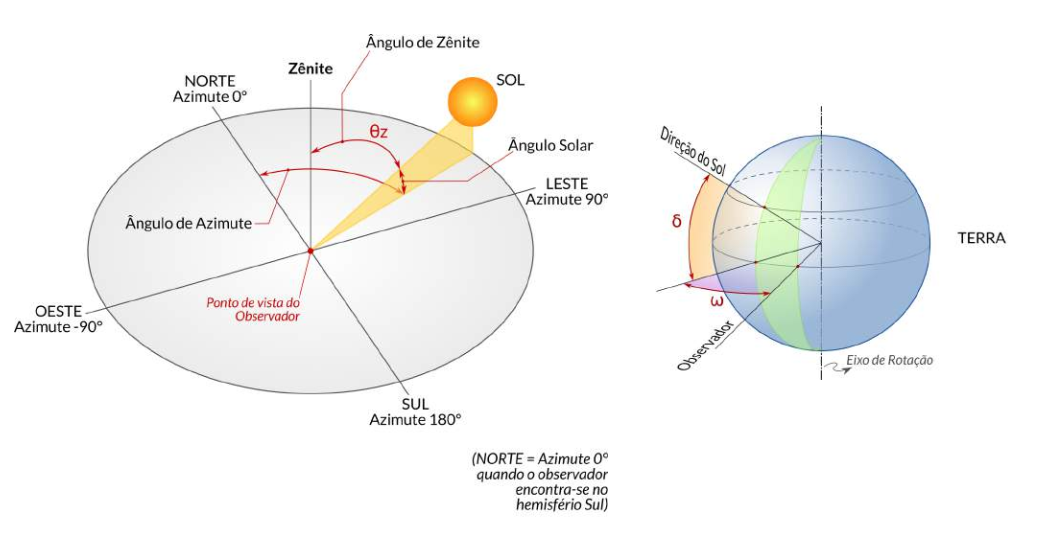 Ângulo de Zênite
Zênite
SOL
NORTE
Azimute 0°
θz
Ângulo Solar
LESTE
Azimute 90°
Ângulo de Azimute
Ponto de vista do
Observador
OESTE
Azimute -90°
SUL
Azimute 180°
(NORTE = Azimute 0°
quando o observador
encontra-se no
hemisfério Sul)
Direção do Sol
δ
TERRA
ω
Observador
Eixo de Rotação